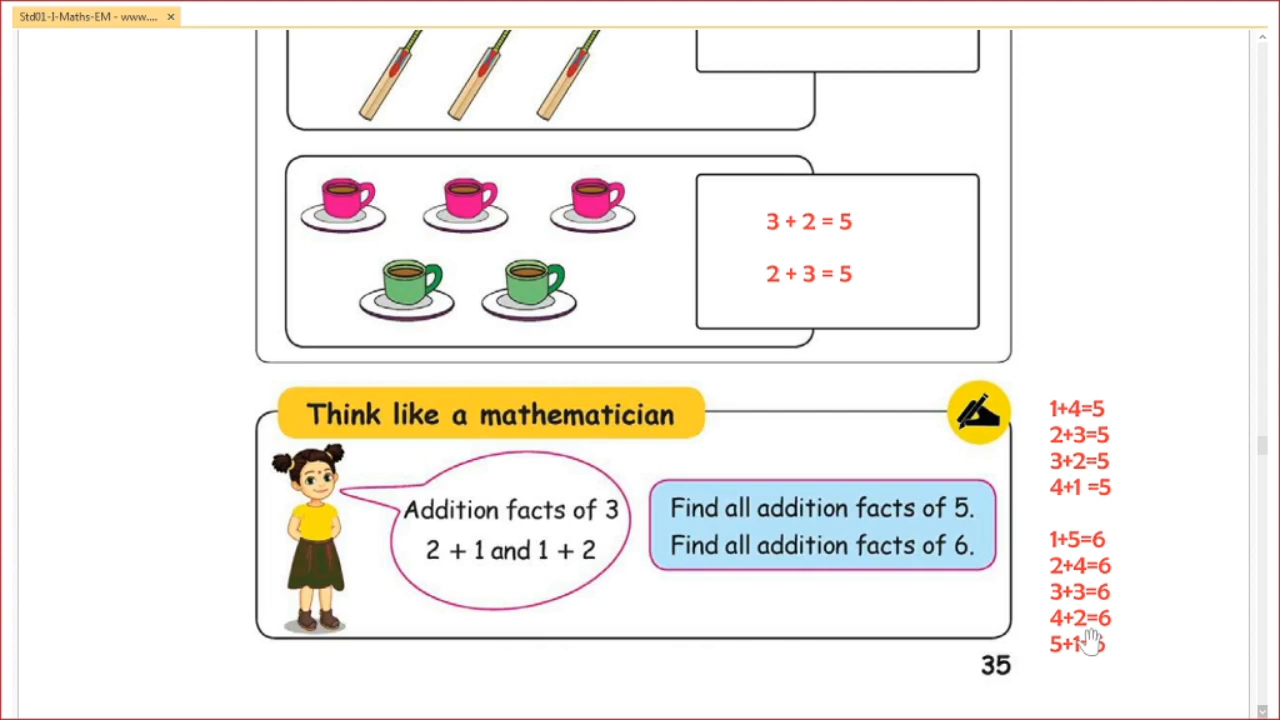 Std01-I-Maths-EM - www....
3 + 2 = 5
2 + 3 = 5
Think like a mathematician
Addition facts of 3
2 + 1 and 1 + 2
Find all addition facts of 5.
Find all addition facts of 6.
1+4=5
2+3=5
3+2=5
4+1 =5
1+5=6
2+4=6
3+3=6
4+2=6
5+1=6
35